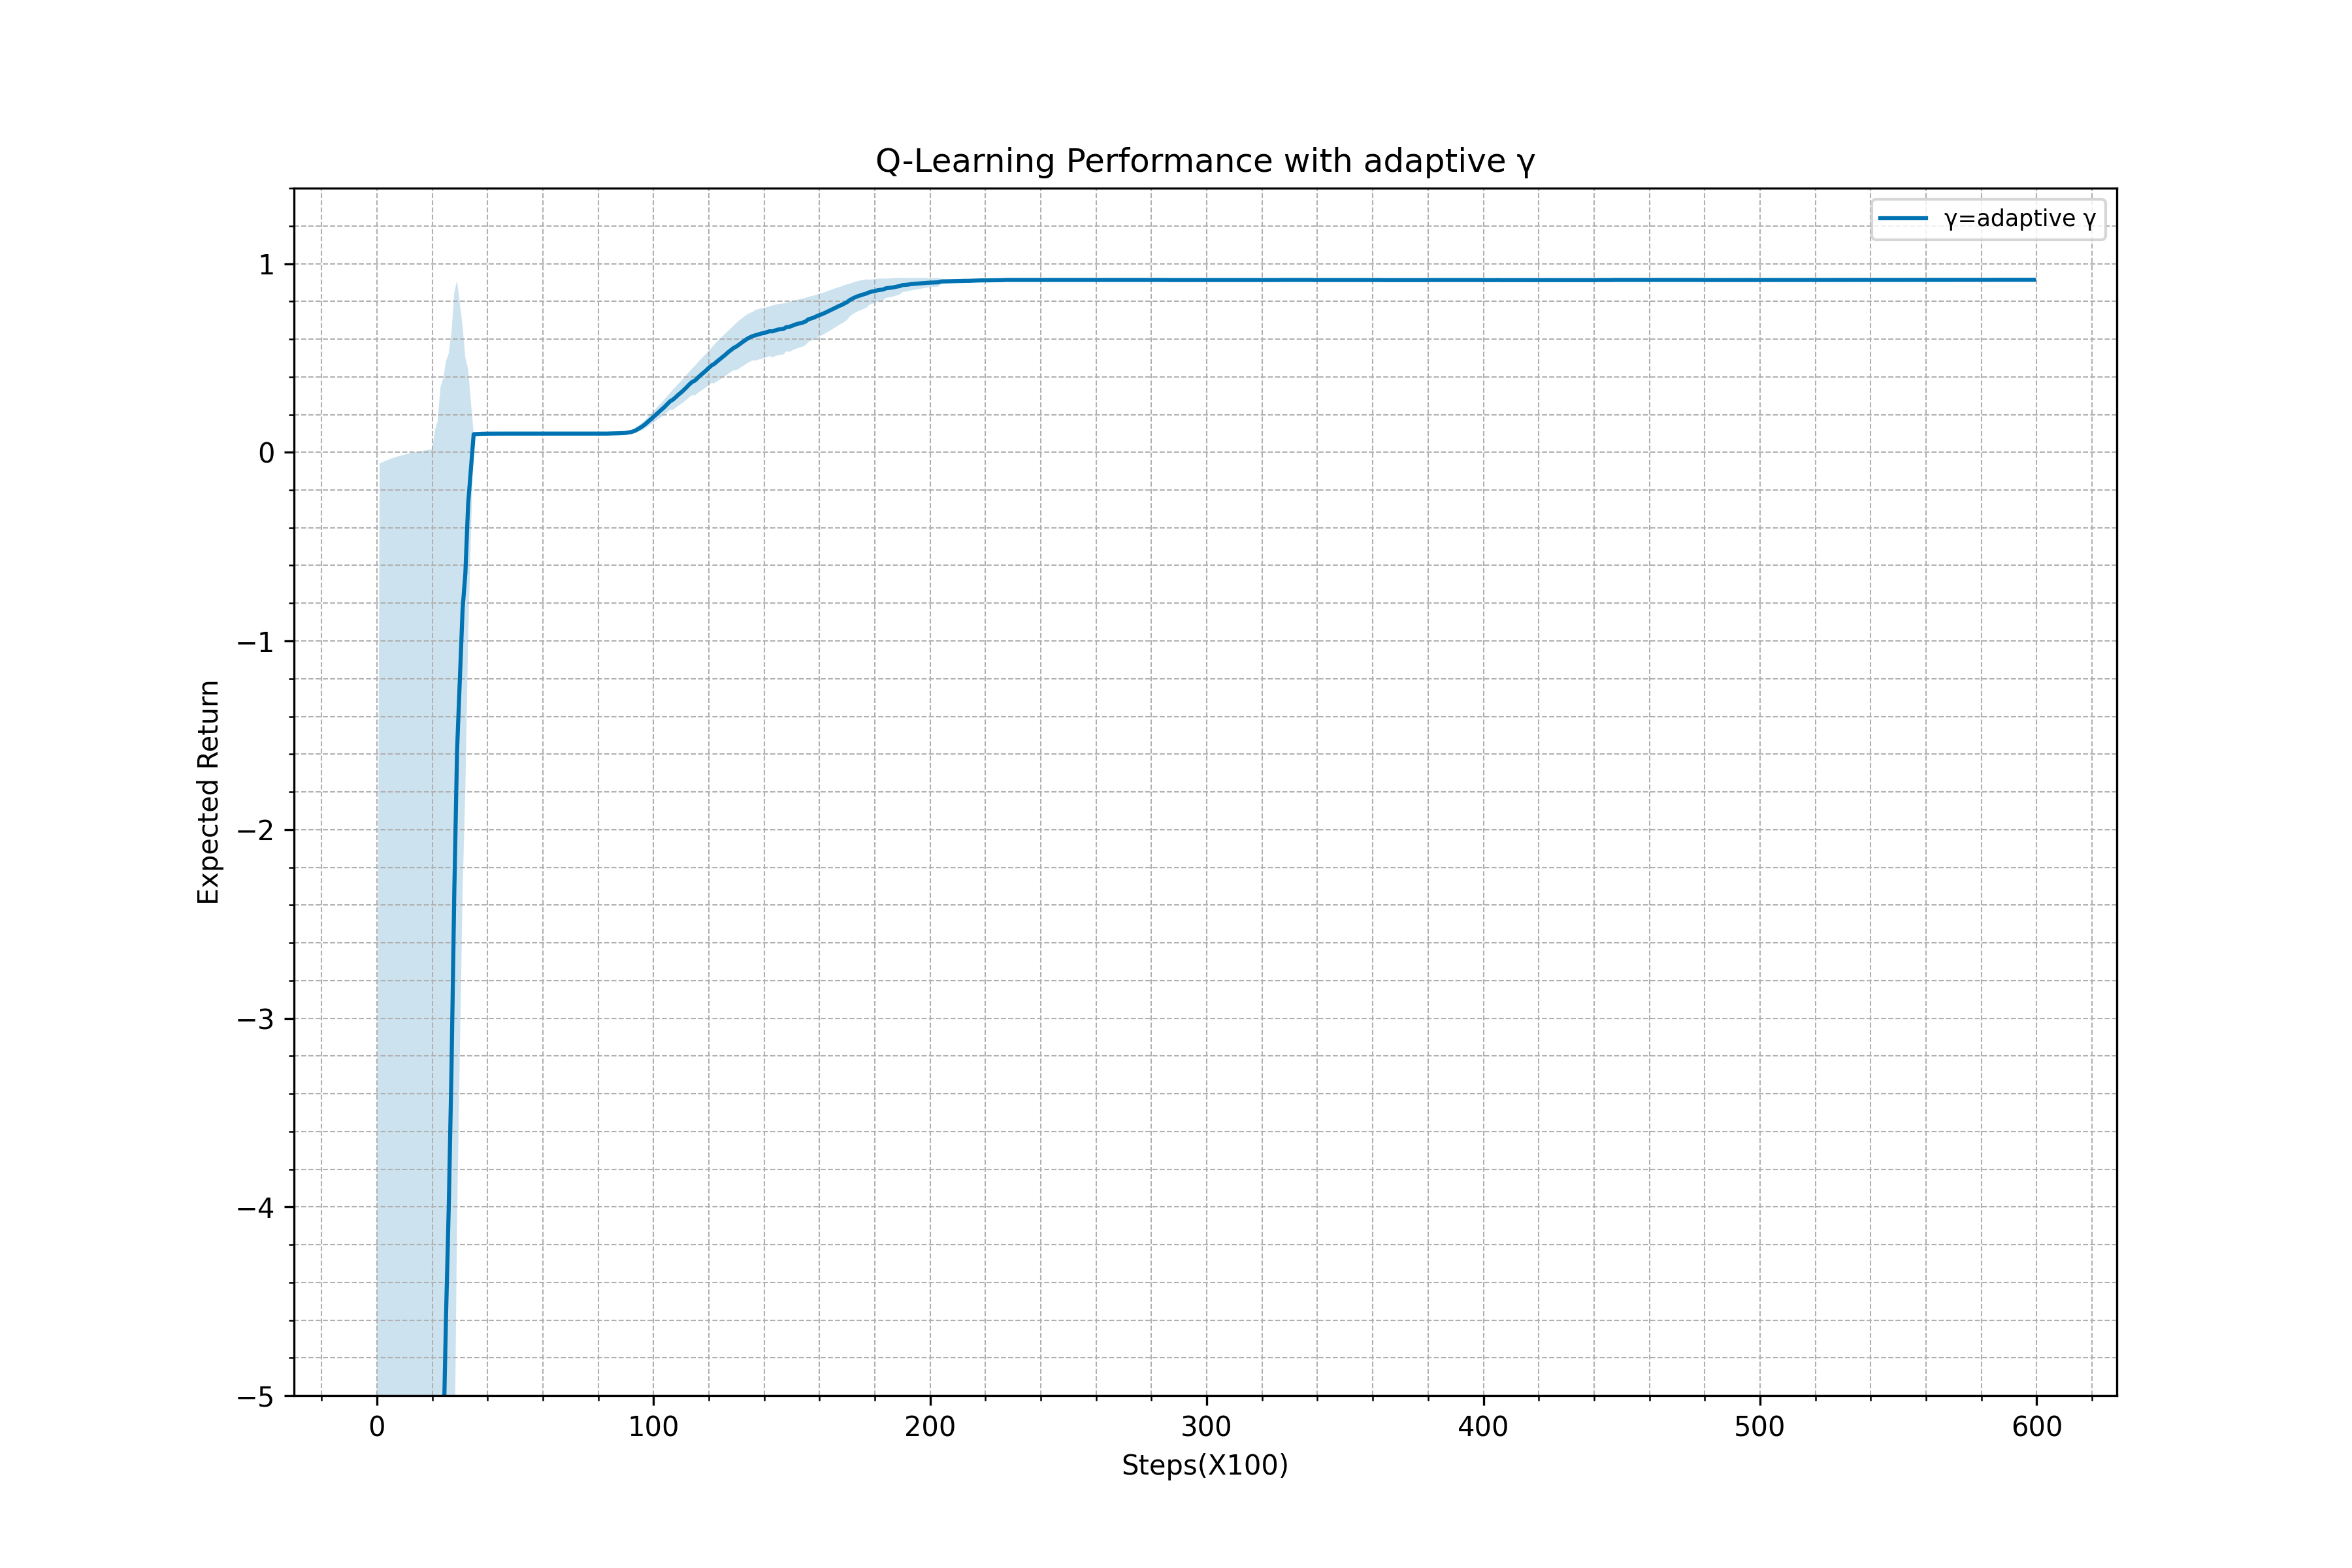 Q-Learning Performance with adaptive γ
γ=adaptive γ
Expected Return
1
0
−1
−2
−3
−4
−5
0 100 200 300 400 500 600
Steps(X100)